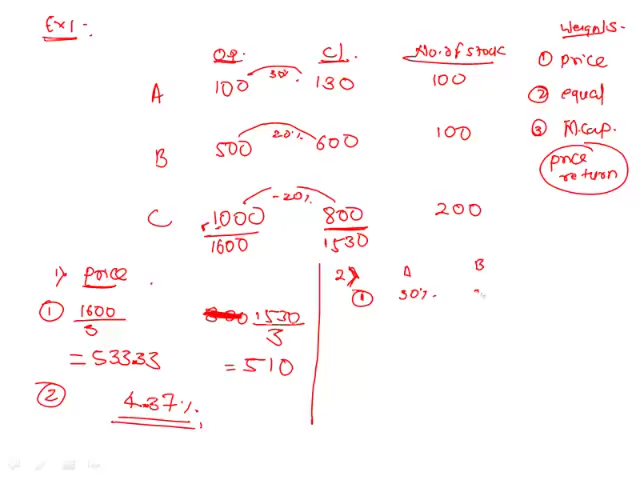 Ex1:-
Weights:-
Op. Cl. No. of stock
① price
A 100 30% 130 100
② equal
B 500 20% 600 100
③ M.cap.
price return
C 1000 -20% 800 200
1600 1530
1) Price.
2) A B
① 1600/3 1530/3
① 30%.
= 533.33 = 510
② 4.37%.